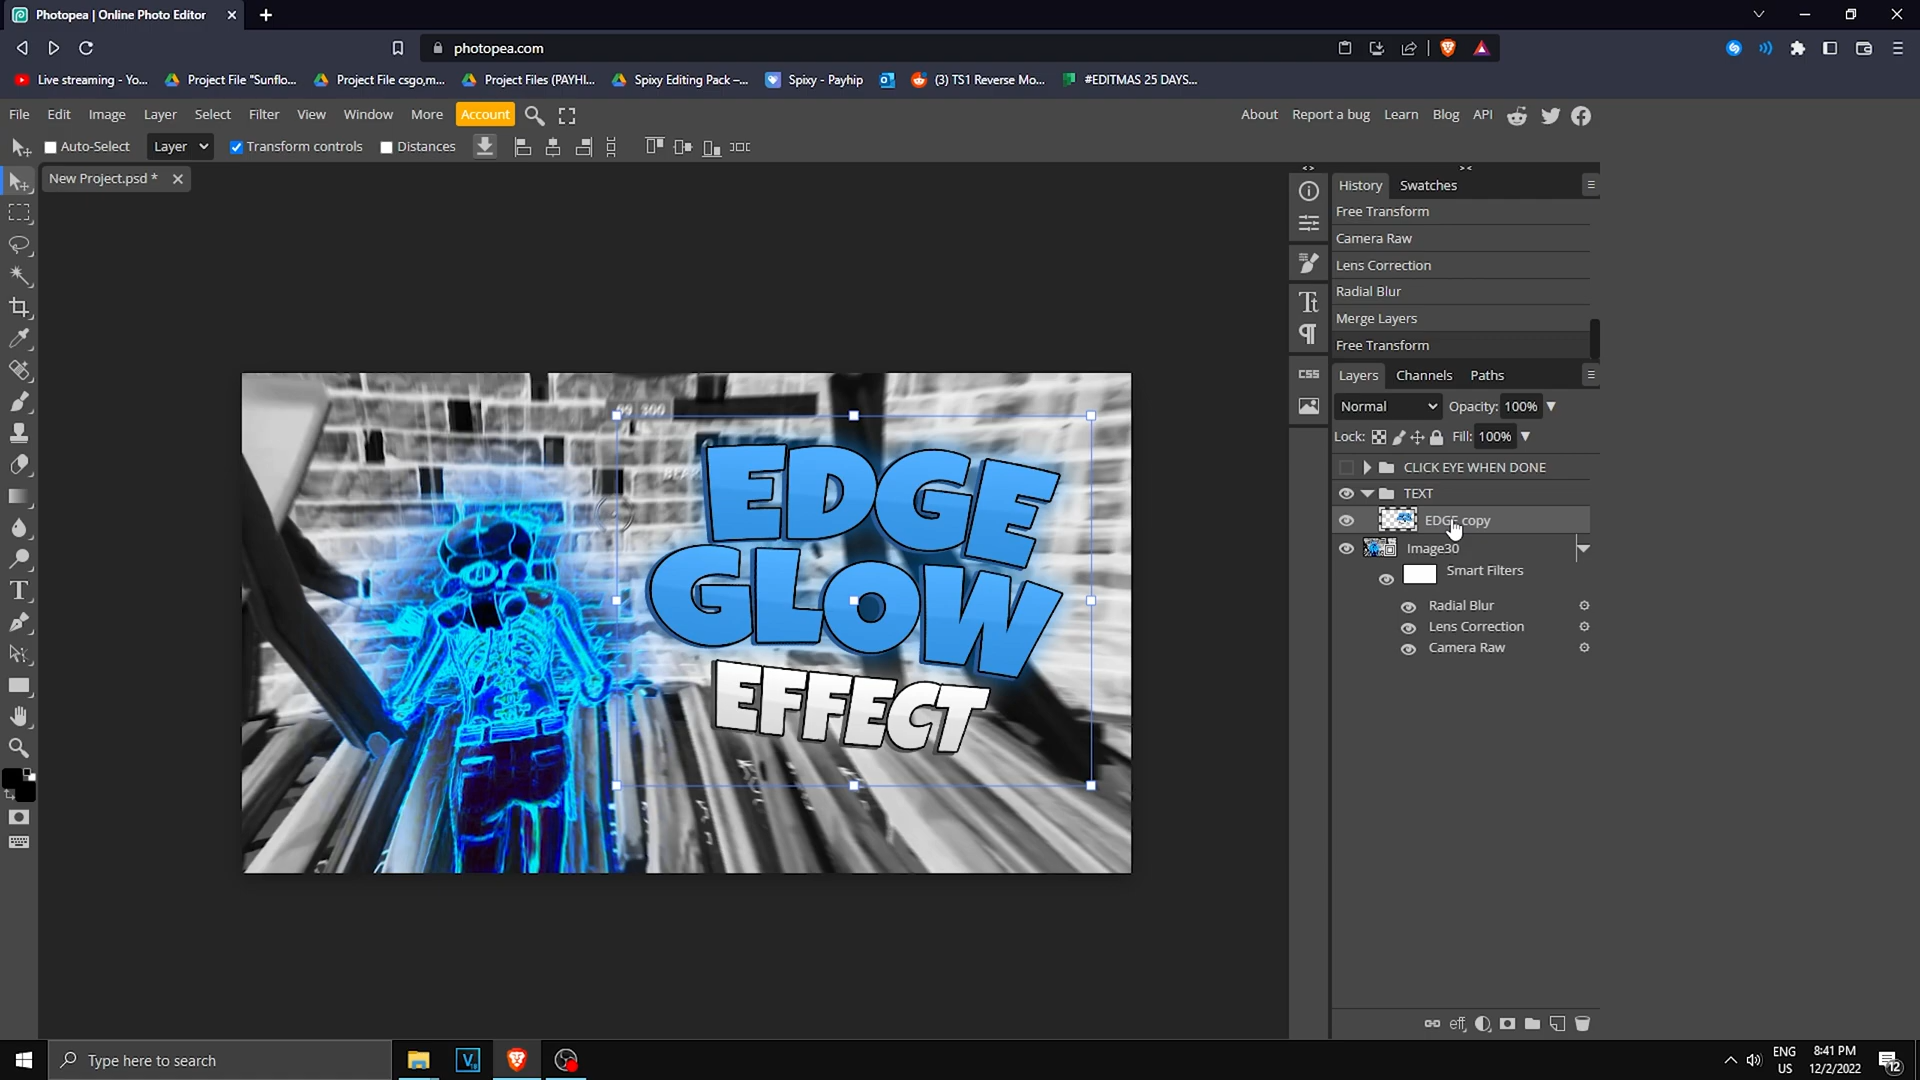 Photopea | Online Photo Editor
photopea.com
Live streaming - Yo...
Project File "Sunflo...
Project File csgo,m...
Project Files (PAYHI...
Spixy Editing Pack –...
Spixy - Payhip
(3) TS1 Reverse Mo...
#EDITMAS 25 DAYS...
File Edit Image Layer Select Filter View Window More Account
About Report a bug Learn Blog API
Auto-Select Layer Transform controls Distances
New Project.psd *
History Swatches
Free Transform
Camera Raw
Lens Correction
Radial Blur
Merge Layers
Free Transform
CSS
Layers Channels Paths
Normal Opacity: 100%
Lock: Fill: 100%
CLICK EYE WHEN DONE
TEXT
EDGE copy
Image30
Smart Filters
Radial Blur
Lens Correction
Camera Raw
EDGE
GLOW
EFFECT
eff
Type here to search
ENG
US
8:41 PM
12/2/2022
12